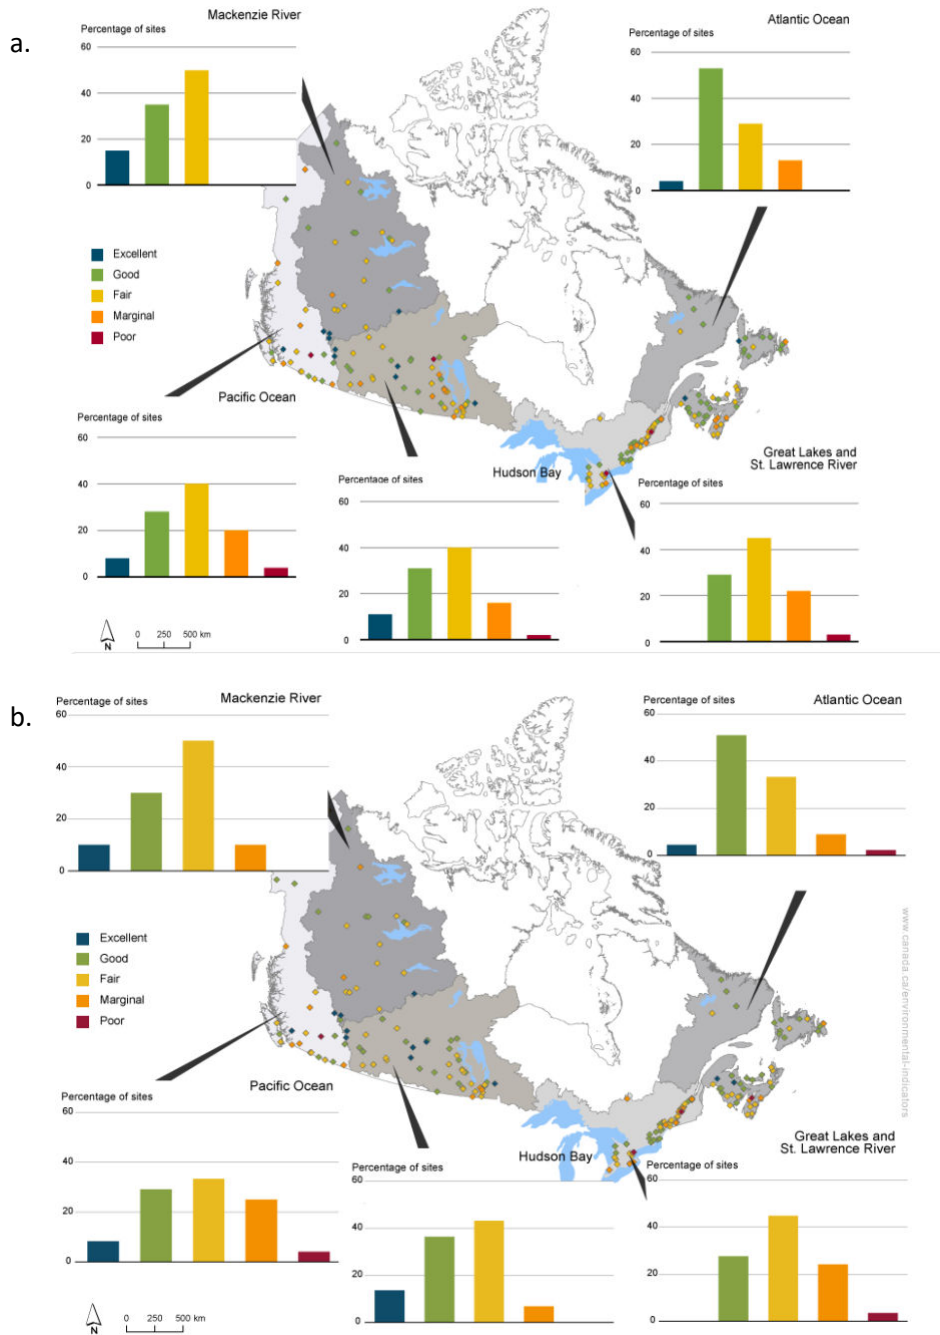 a.
Mackenzie River
Percentage of sites
60
40
20
0
Atlantic Ocean
Percentage of sites
60
40
20
0
Excellent
Good
Fair
Marginal
Poor
Pacific Ocean
Percentage of sites
60
40
20
0
Hudson Bay
Percentage of sites
60
40
20
0
Great Lakes and
St. Lawrence River
Percentage of sites
60
40
20
0
N
0 250 500 km
b.
Mackenzie River
Percentage of sites
60
40
20
0
Atlantic Ocean
Percentage of sites
60
40
20
0
Excellent
Good
Fair
Marginal
Poor
www.canada.ca/environmental-indicators
Pacific Ocean
Percentage of sites
60
40
20
0
Hudson Bay
Percentage of sites
60
40
20
0
Great Lakes and
St. Lawrence River
Percentage of sites
60
40
20
0
N
0 250 500 km